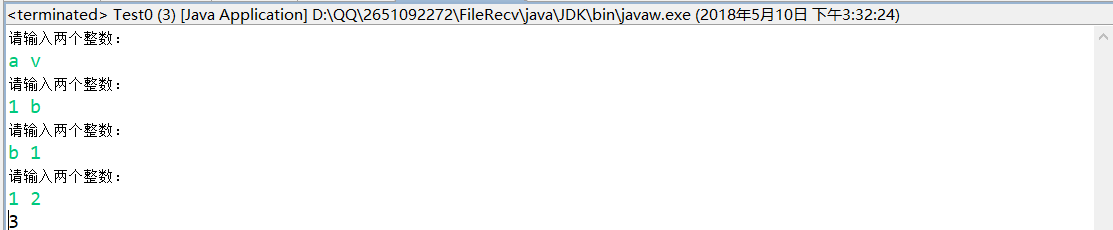 <terminated> Test0 (3) [Java Application] D:\QQ\2651092272\FileRecv\java\JDK\bin\javaw.exe (2018年5月10日 下午3:32:24)
请输入两个整数:
a v
请输入两个整数:
1 b
请输入两个整数:
b 1
请输入两个整数:
1 2
3